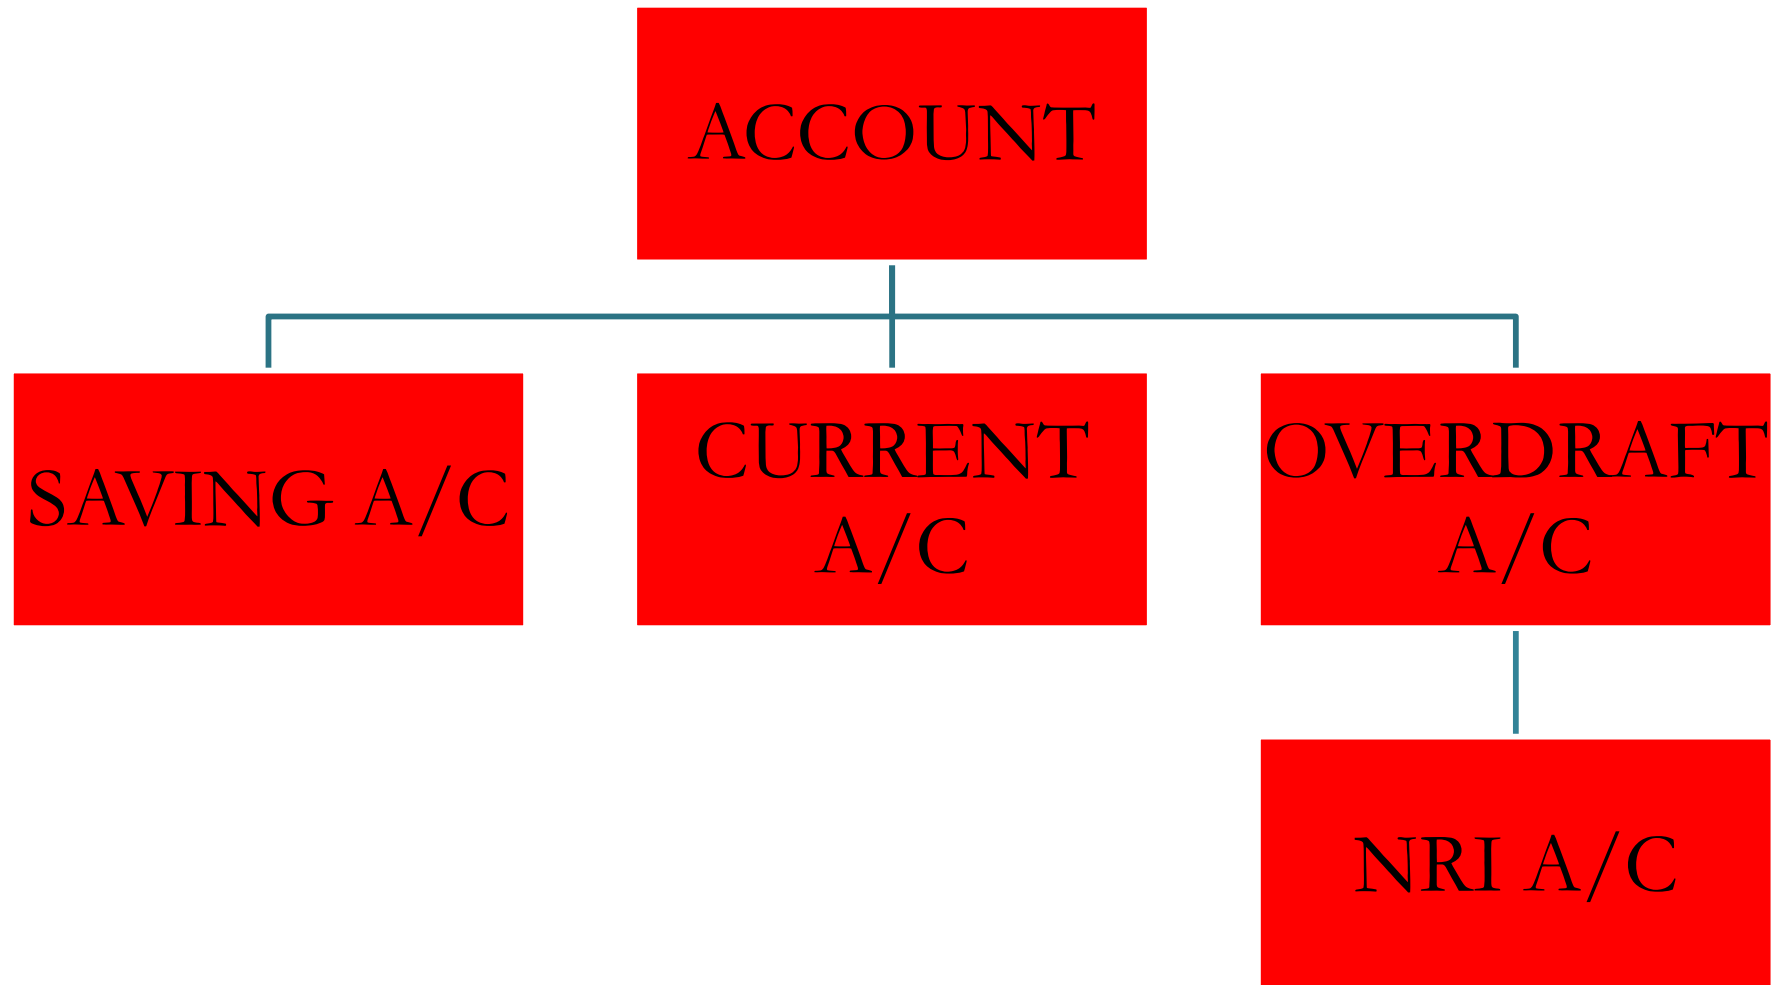 ACCOUNT
SAVING A/C
CURRENT
A/C
OVERDRAFT
A/C
NRI A/C